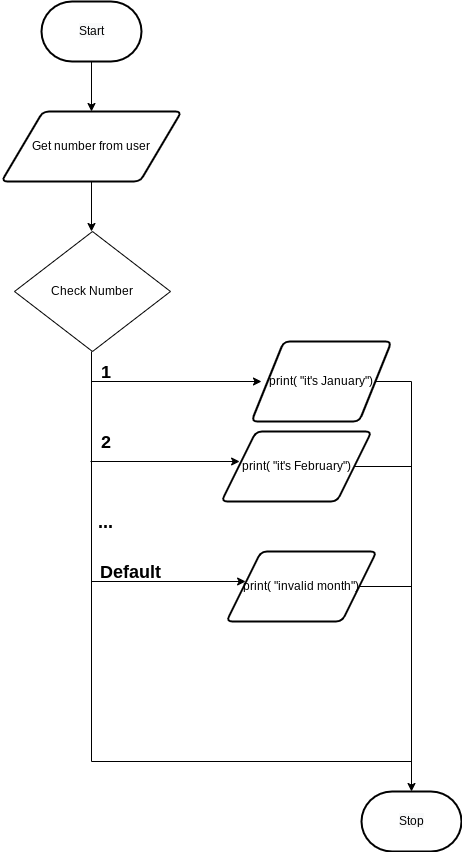 Start
Get number from user
Check Number
1
print( "it's January")
2
print( "it's February")
...
Default
print( "invalid month")
Stop